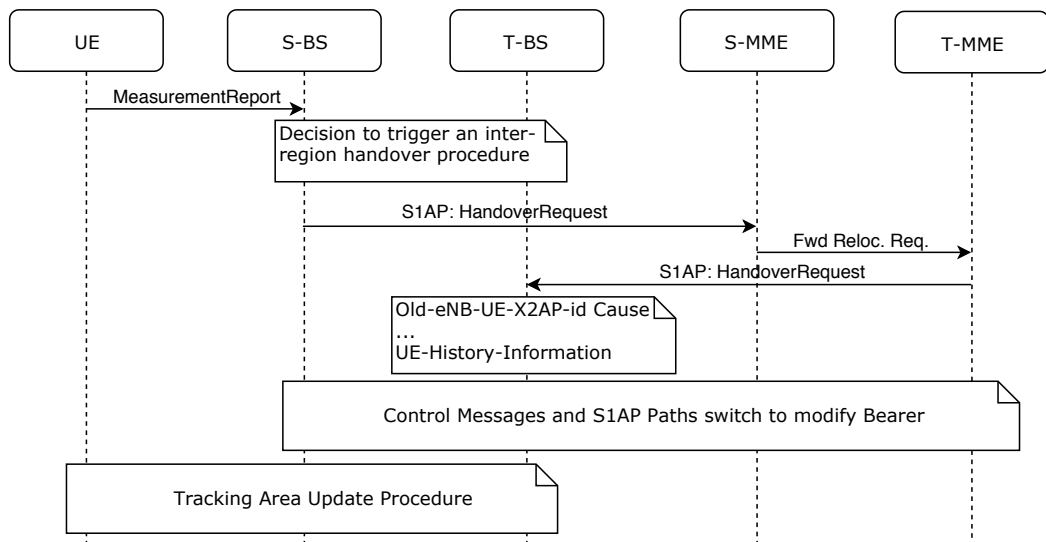 UE
S-BS
T-BS
S-MME
T-MME
MeasurementReport
Decision to trigger an inter-
region handover procedure
S1AP: HandoverRequest
Fwd Reloc. Req.
S1AP: HandoverRequest
Old-eNB-UE-X2AP-id Cause
...
UE-History-Information
Control Messages and S1AP Paths switch to modify Bearer
Tracking Area Update Procedure